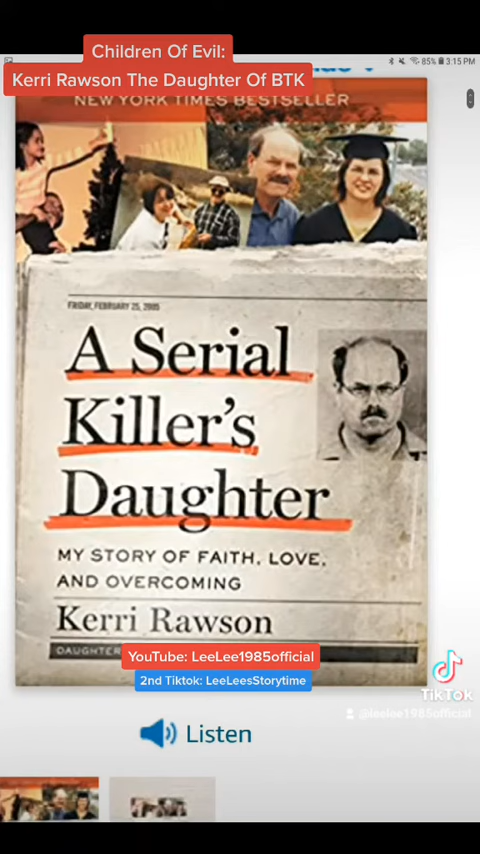 Children Of Evil:
Kerri Rawson The Daughter Of BTK
85% 3:15 PM
NEW YORK TIMES BESTSELLER
FRIDAY, FEBRUARY 25, 2005
A Serial
Killer's
Daughter
MY STORY OF FAITH, LOVE,
AND OVERCOMING
Kerri Rawson
DAUGHTER
YouTube: LeeLee1985official
2nd Tiktok: LeeLeesStorytime
TikTok
@leelee1985official
Listen